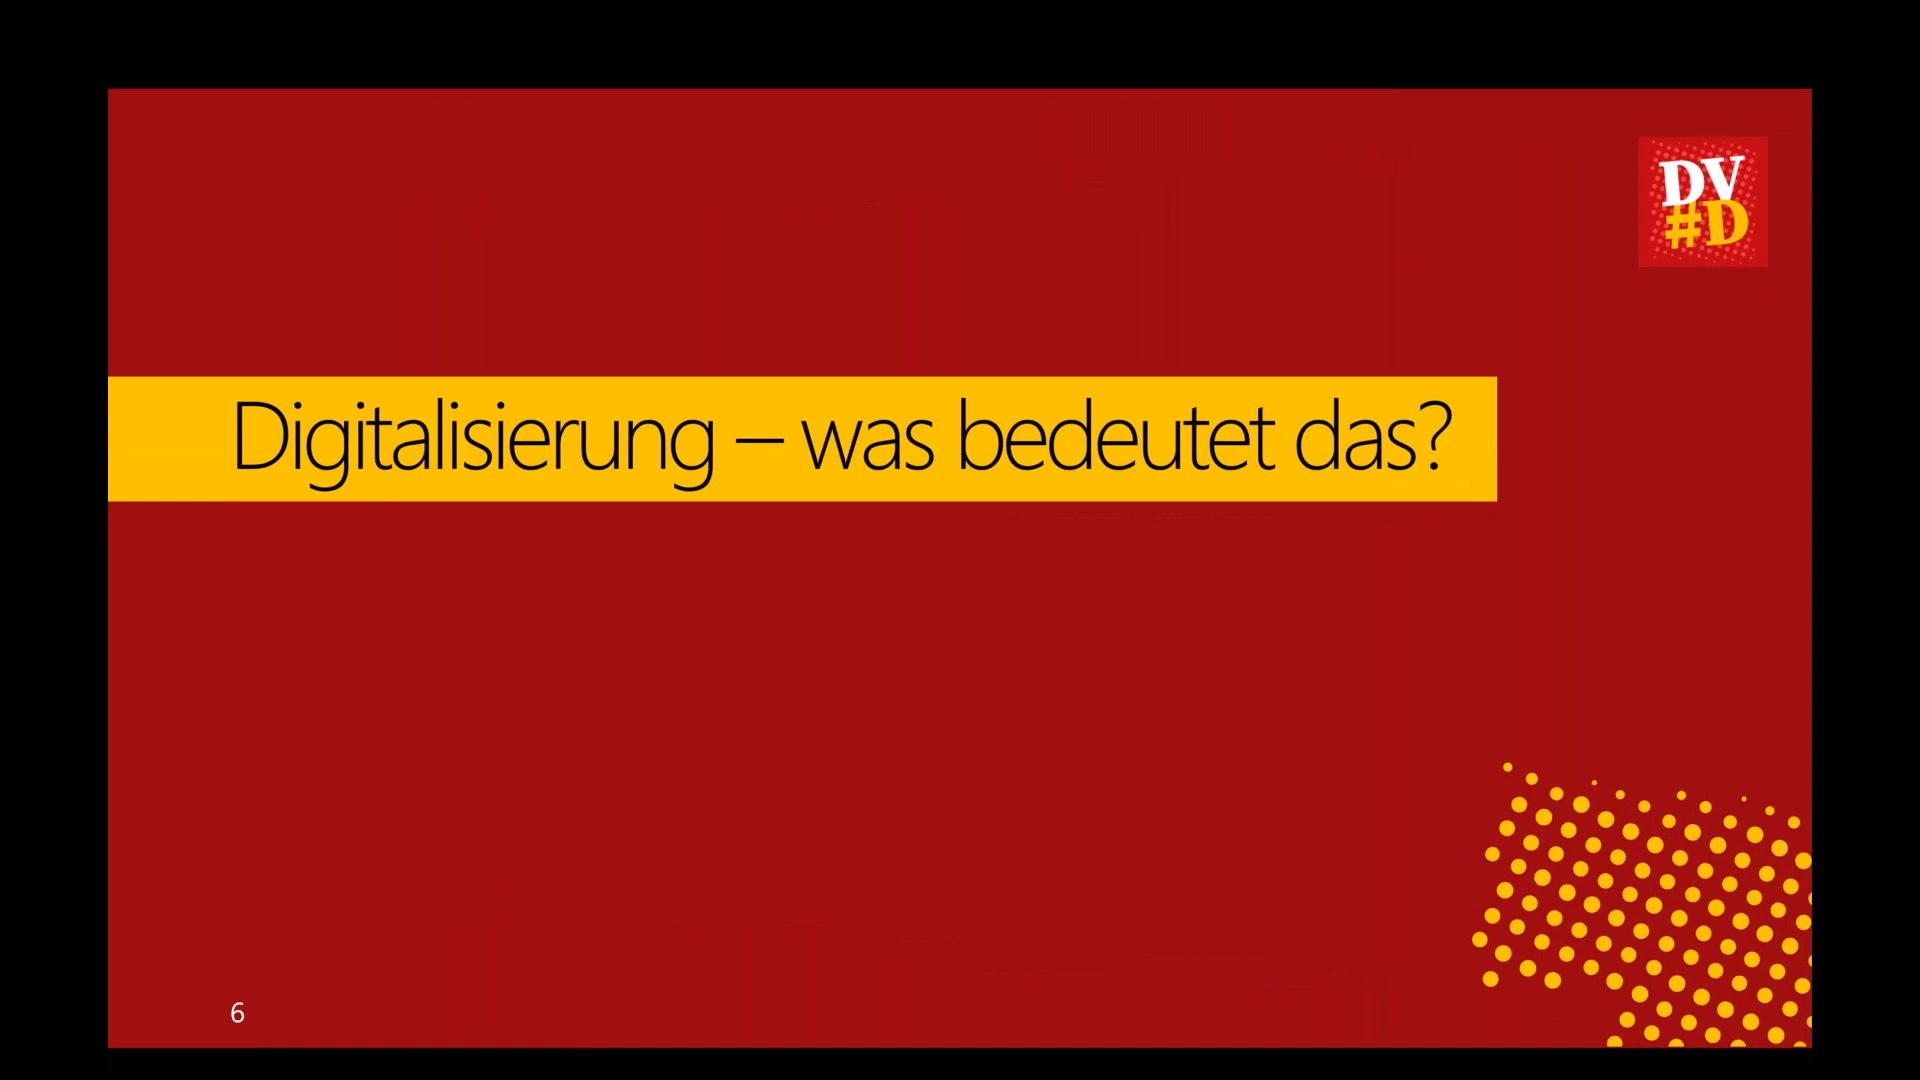 DV
#D
Digitalisierung – was bedeutet das?
6